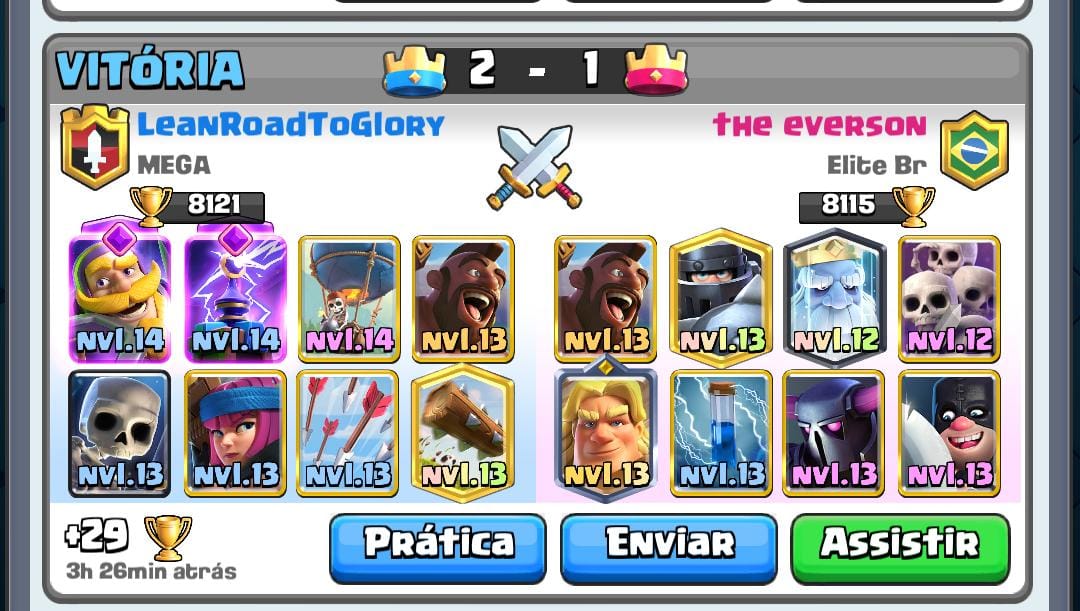 VITÓRIA 2 - 1
LeanRoadToGlory the everson
MEGA Elite Br
8121 8115
Nvl.14 Nvl.14 Nvl.14 Nvl.13 Nvl.13 Nvl.13 Nvl.12 Nvl.12
Nvl.13 Nvl.13 Nvl.13 Nvl.13 Nvl.13 Nvl.13 Nvl.13 Nvl.13
+29 Prática Enviar Assistir
3h 26min atrás